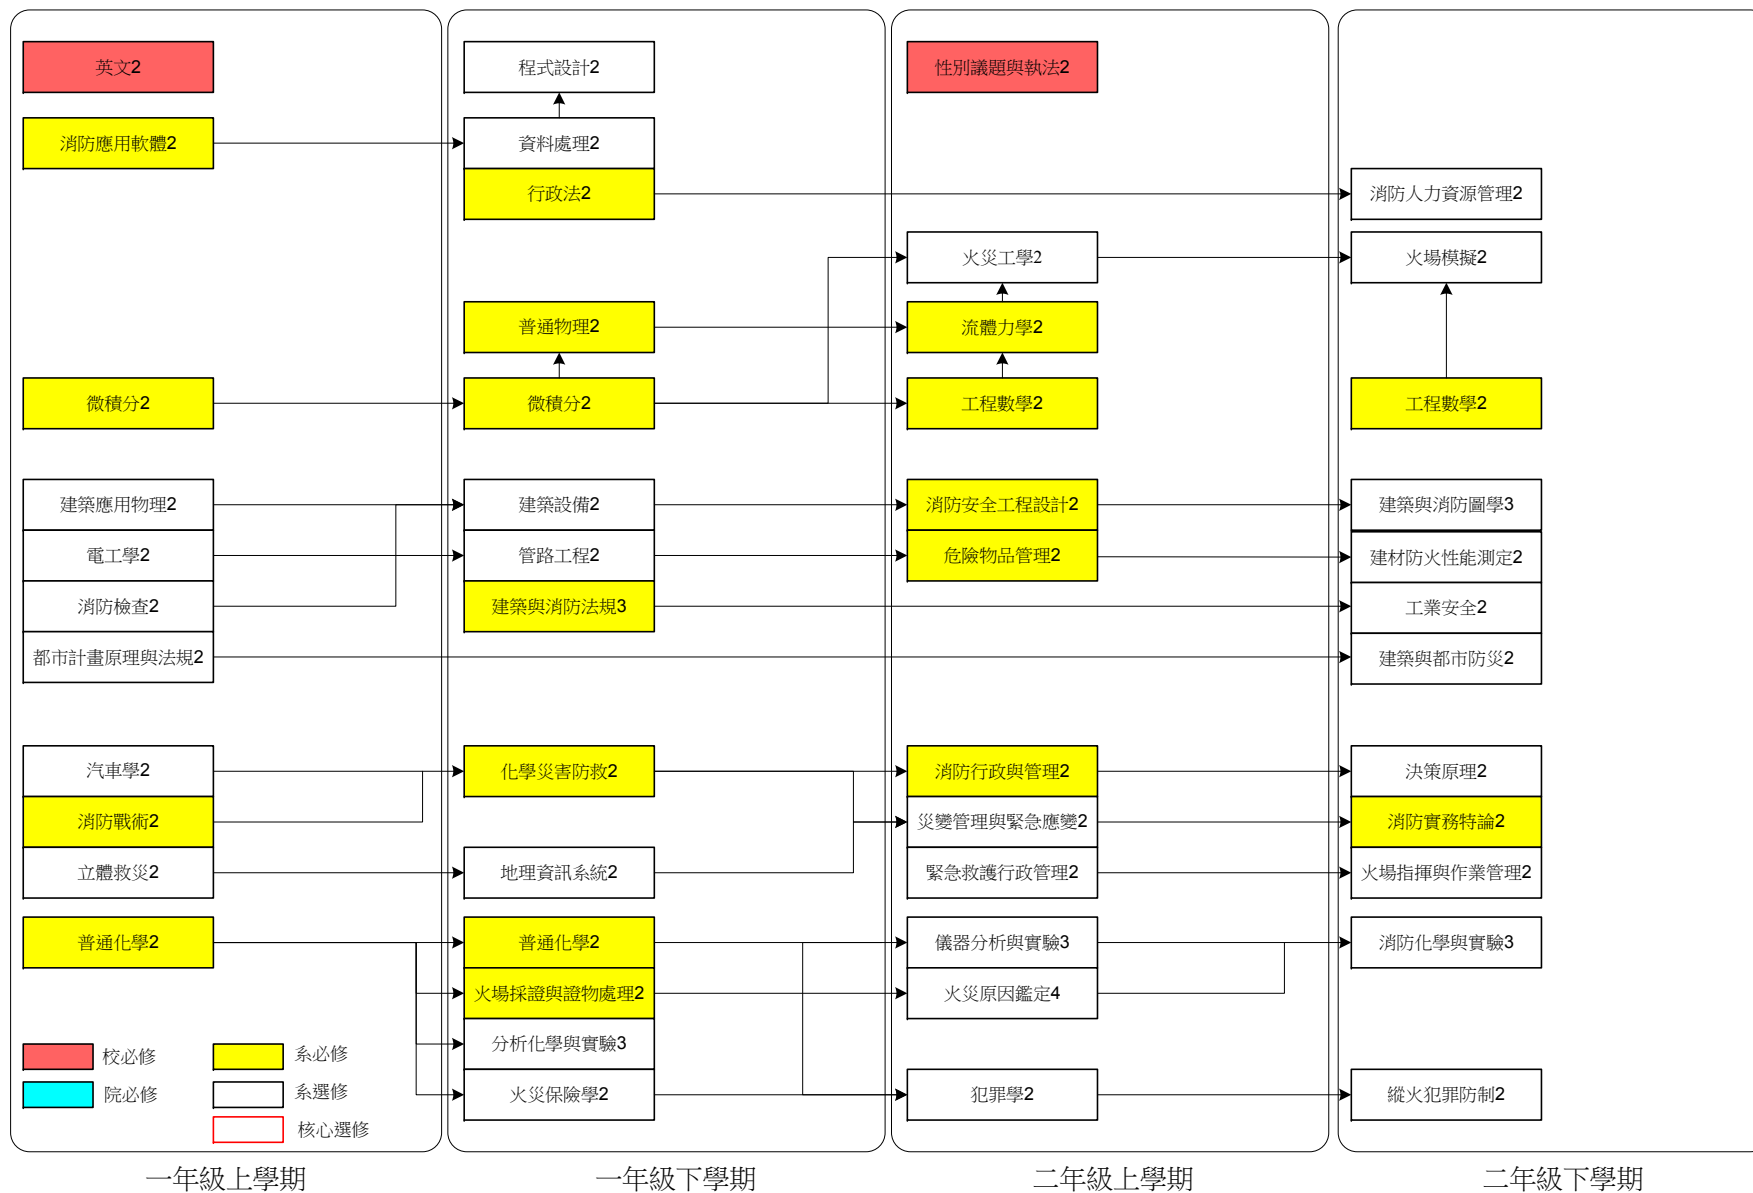 英文2
消防應用軟體2
微積分2
建築應用物理2
電工學2
消防檢查2
都市計畫原理與法規2
汽車學2
消防戰術2
立體救災2
普通化學2
校必修
系必修
院必修
系選修
核心選修
一年級上學期
程式設計2
資料處理2
行政法2
普通物理2
微積分2
建築設備2
管路工程2
建築與消防法規3
化學災害防救2
地理資訊系統2
普通化學2
火場採證與證物處理2
分析化學與實驗3
火災保險學2
一年級下學期
性別議題與執法2
火災工學2
流體力學2
工程數學2
消防安全工程設計2
危險物品管理2
消防行政與管理2
災變管理與緊急應變2
緊急救護行政管理2
儀器分析與實驗3
火災原因鑑定4
犯罪學2
二年級上學期
消防人力資源管理2
火場模擬2
工程數學2
建築與消防圖學3
建材防火性能測定2
工業安全2
建築與都市防災2
決策原理2
消防實務特論2
火場指揮與作業管理2
消防化學與實驗3
縱火犯罪防制2
二年級下學期